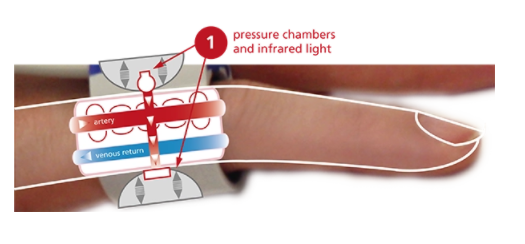 1
pressure chambers
and infrared light
artery
venous return